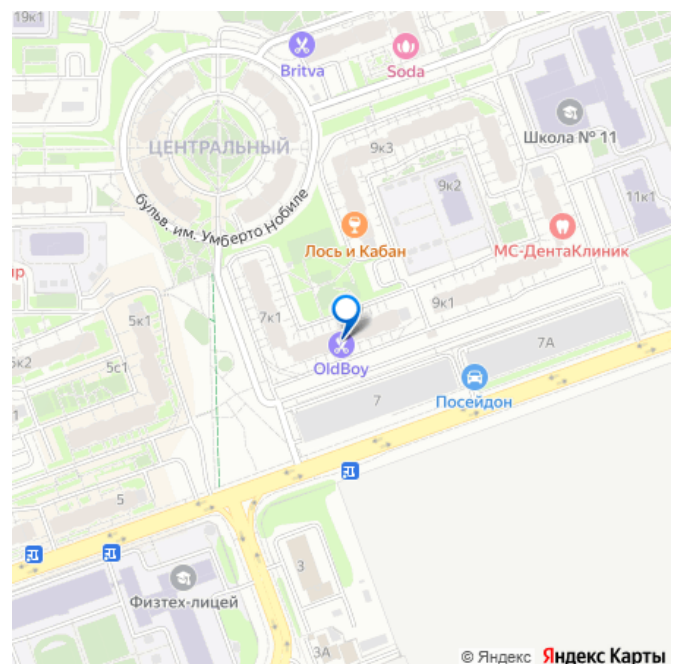 19к1
Britva
Soda
ЦЕНТРАЛЬНЫЙ
9к3
Школа № 11
9к2
11к1
бульв. им. Умберто Нобиле
Лось и Кабан
МС-ДентаКлиник
5к1
7к1
9к1
7А
5с1
OldBoy
7
Посейдон
5
3
Физтех-лицей
3А
© Яндекс Яндекс Карты